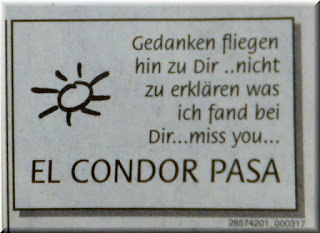 Gedanken fliegen
hin zu Dir ..nicht
zu erklären was
ich fand bei
Dir...miss you...
EL CONDOR PASA
28574201_000317